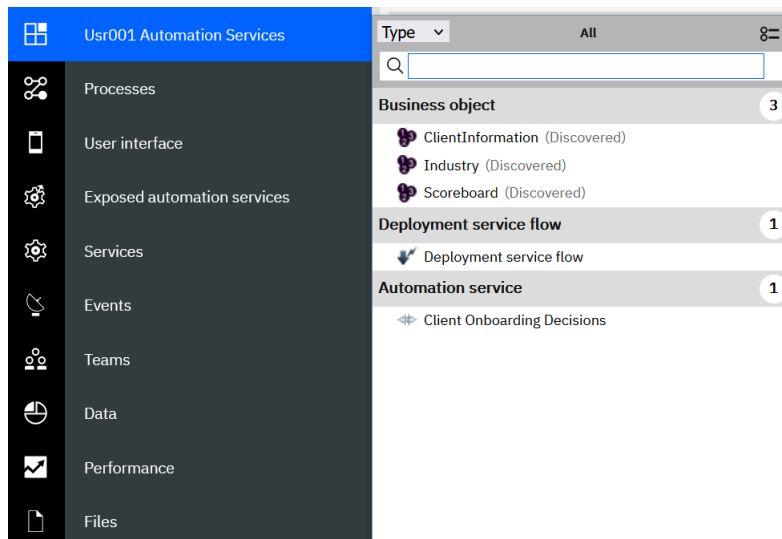 Usr001 Automation Services
Processes
User interface
Exposed automation services
Services
Events
Teams
Data
Performance
Files
Type All
Business object 3
ClientInformation (Discovered)
Industry (Discovered)
Scoreboard (Discovered)
Deployment service flow 1
Deployment service flow
Automation service 1
Client Onboarding Decisions